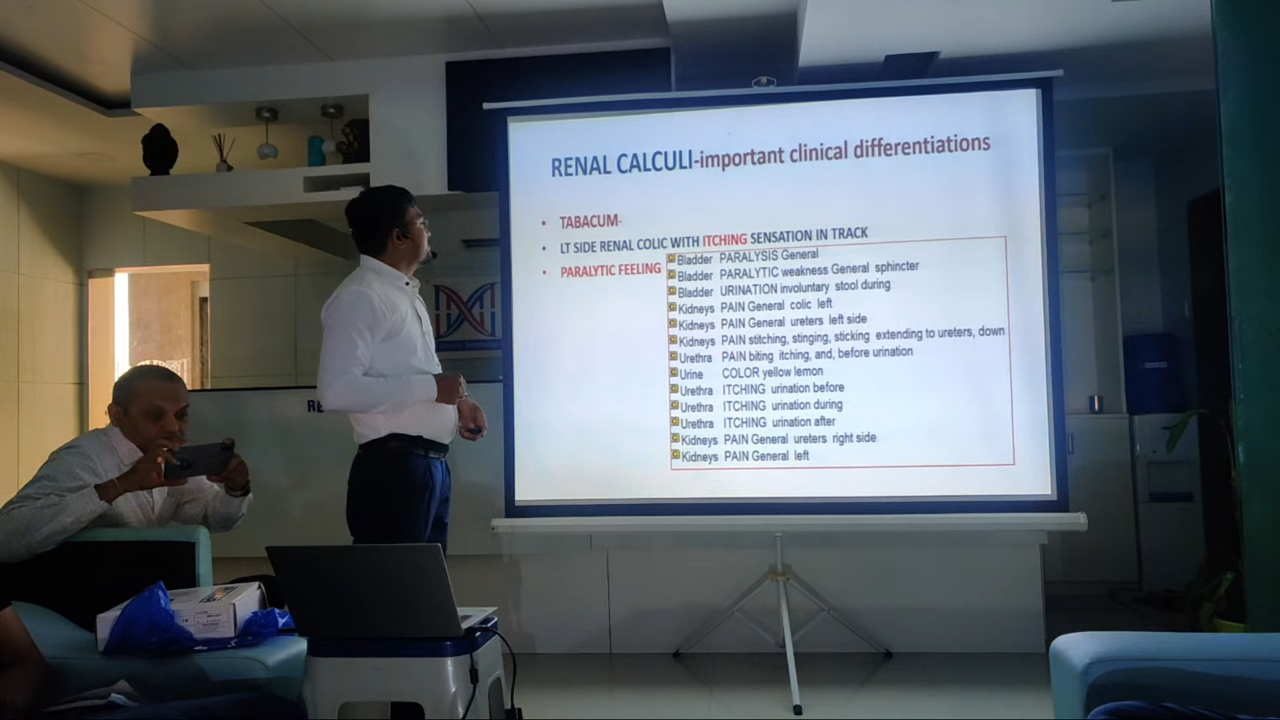 RENAL CALCULI-important clinical differentiations
• TABACUM-
• LT SIDE RENAL COLIC WITH ITCHING SENSATION IN TRACK
• PARALYTIC FEELING
Bladder PARALYSIS General
Bladder PARALYTIC weakness General sphincter
Bladder URINATION involuntary stool during
Kidneys PAIN General colic left
Kidneys PAIN General ureters left side
Kidneys PAIN stitching, stinging, sticking extending to ureters, down
Urethra PAIN biting itching, and, before urination
Urine COLOR yellow lemon
Urethra ITCHING urination before
Urethra ITCHING urination during
Urethra ITCHING urination after
Kidneys PAIN General ureters right side
Kidneys PAIN General left